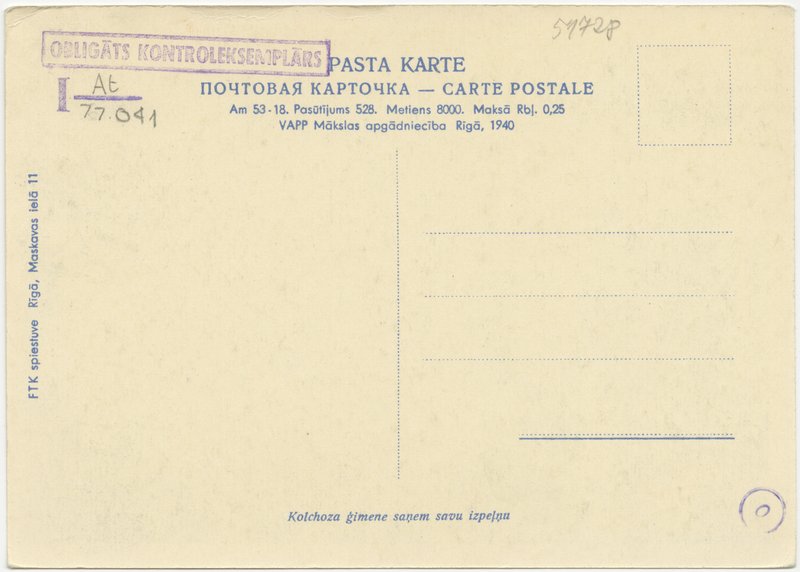 51728
OBLIGĀTS KONTROLEKSEMPLĀRS
I At
77.041
PASTA KARTE
ПОЧТОВАЯ КАРТОЧКА — CARTE POSTALE
Am 53-18. Pasūtījums 528. Metiens 8000. Maksā Rbļ. 0,25
VAPP Mākslas apgādniecība Rīgā, 1940
FTK spiestuve Rīgā, Maskavas ielā 11
Kolchoza ģimene saņem savu izpeļņu
O